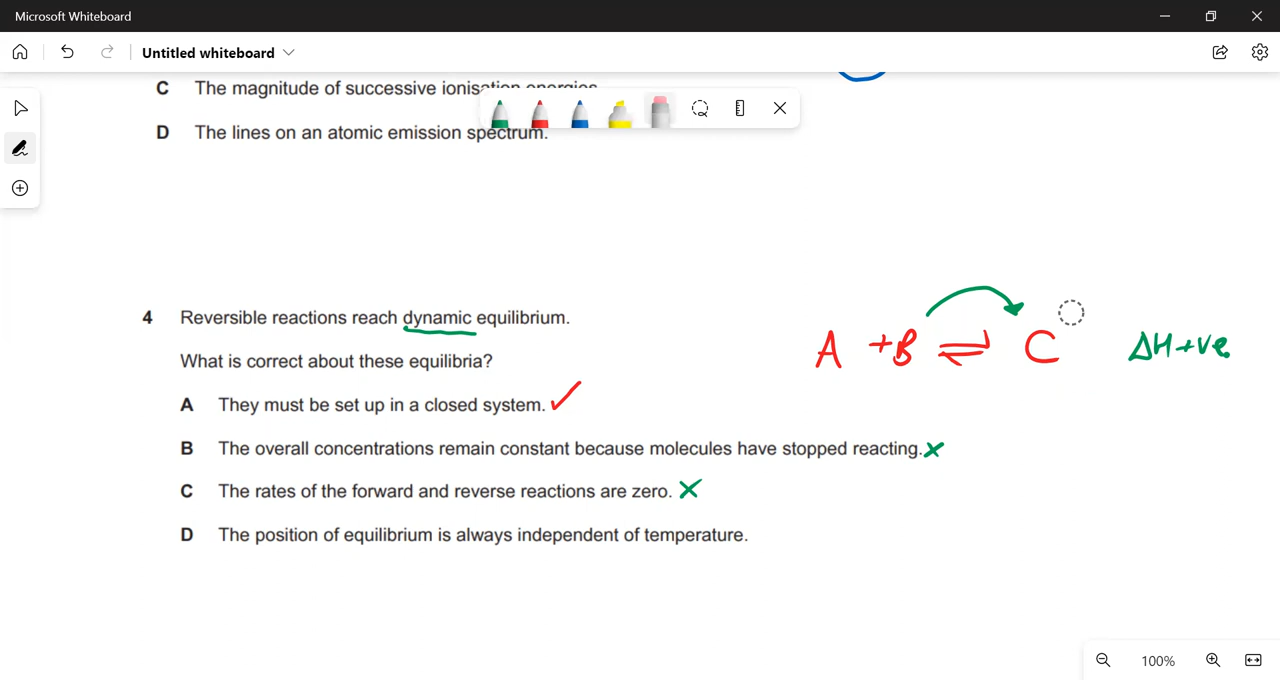 Microsoft Whiteboard
Untitled whiteboard
C The magnitude of successive ionisation energies.
D The lines on an atomic emission spectrum.
4 Reversible reactions reach dynamic equilibrium.
What is correct about these equilibria?
A + B ⇌ C ΔH +ve
A They must be set up in a closed system. ✓
B The overall concentrations remain constant because molecules have stopped reacting. ×
C The rates of the forward and reverse reactions are zero. ×
D The position of equilibrium is always independent of temperature.
100%